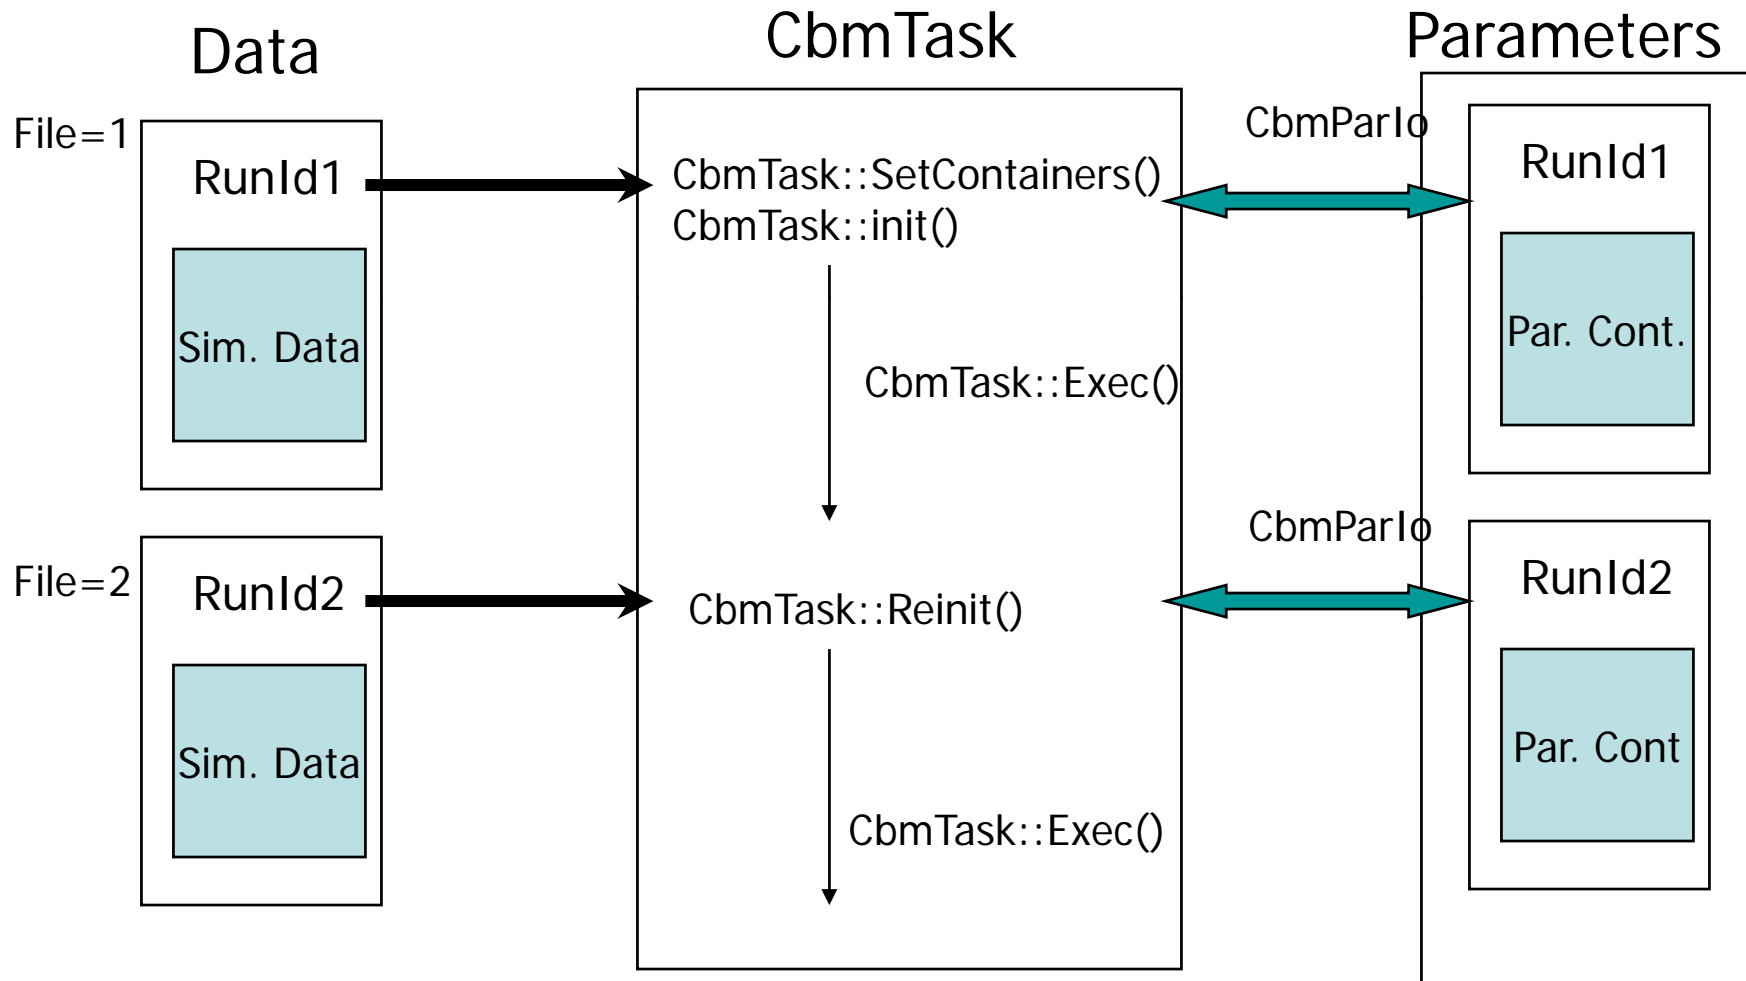 Data
CbmTask
Parameters
File=1
RunId1
Sim. Data
CbmTask::SetContainers()
CbmTask::init()
CbmTask::Exec()
CbmParIo
RunId1
Par. Cont.
File=2
RunId2
Sim. Data
CbmTask::Reinit()
CbmTask::Exec()
CbmParIo
RunId2
Par. Cont